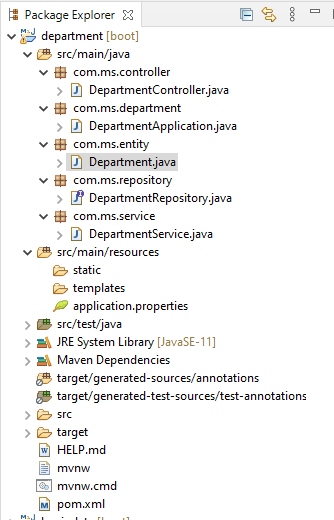 Package Explorer
department [boot]
src/main/java
com.ms.controller
DepartmentController.java
com.ms.department
DepartmentApplication.java
com.ms.entity
Department.java
com.ms.repository
DepartmentRepository.java
com.ms.service
DepartmentService.java
src/main/resources
static
templates
application.properties
src/test/java
JRE System Library [JavaSE-11]
Maven Dependencies
target/generated-sources/annotations
target/generated-test-sources/test-annotations
src
target
HELP.md
mvnw
mvnw.cmd
pom.xml